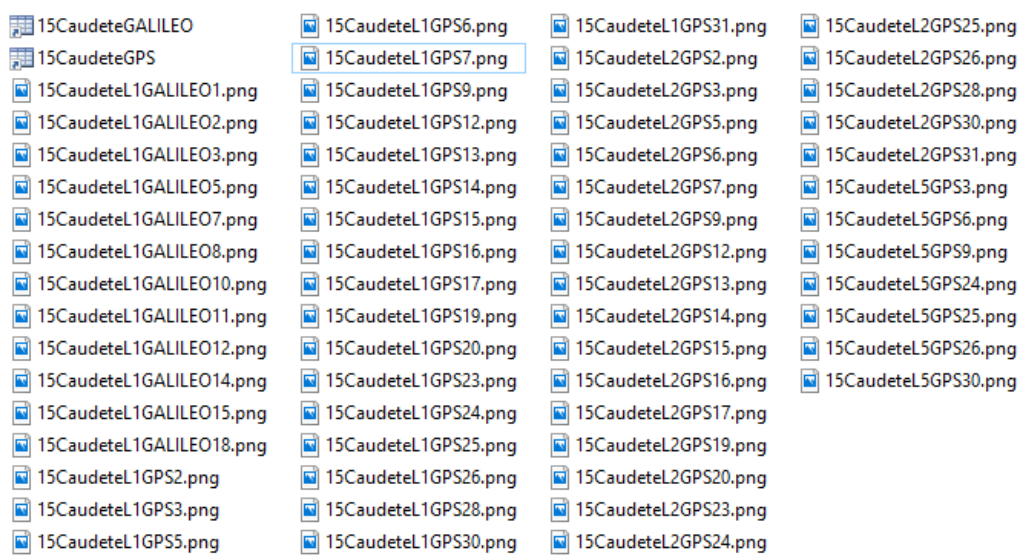 15CaudeteGALILEO
15CaudeteGPS
15CaudeteL1GALILEO1.png
15CaudeteL1GALILEO2.png
15CaudeteL1GALILEO3.png
15CaudeteL1GALILEO5.png
15CaudeteL1GALILEO7.png
15CaudeteL1GALILEO8.png
15CaudeteL1GALILEO10.png
15CaudeteL1GALILEO11.png
15CaudeteL1GALILEO12.png
15CaudeteL1GALILEO14.png
15CaudeteL1GALILEO15.png
15CaudeteL1GALILEO18.png
15CaudeteL1GPS2.png
15CaudeteL1GPS3.png
15CaudeteL1GPS5.png
15CaudeteL1GPS6.png
15CaudeteL1GPS7.png
15CaudeteL1GPS9.png
15CaudeteL1GPS12.png
15CaudeteL1GPS13.png
15CaudeteL1GPS14.png
15CaudeteL1GPS15.png
15CaudeteL1GPS16.png
15CaudeteL1GPS17.png
15CaudeteL1GPS19.png
15CaudeteL1GPS20.png
15CaudeteL1GPS23.png
15CaudeteL1GPS24.png
15CaudeteL1GPS25.png
15CaudeteL1GPS26.png
15CaudeteL1GPS28.png
15CaudeteL1GPS30.png
15CaudeteL1GPS31.png
15CaudeteL2GPS2.png
15CaudeteL2GPS3.png
15CaudeteL2GPS5.png
15CaudeteL2GPS6.png
15CaudeteL2GPS7.png
15CaudeteL2GPS9.png
15CaudeteL2GPS12.png
15CaudeteL2GPS13.png
15CaudeteL2GPS14.png
15CaudeteL2GPS15.png
15CaudeteL2GPS16.png
15CaudeteL2GPS17.png
15CaudeteL2GPS19.png
15CaudeteL2GPS20.png
15CaudeteL2GPS23.png
15CaudeteL2GPS24.png
15CaudeteL2GPS25.png
15CaudeteL2GPS26.png
15CaudeteL2GPS28.png
15CaudeteL2GPS30.png
15CaudeteL2GPS31.png
15CaudeteL5GPS3.png
15CaudeteL5GPS6.png
15CaudeteL5GPS9.png
15CaudeteL5GPS24.png
15CaudeteL5GPS25.png
15CaudeteL5GPS26.png
15CaudeteL5GPS30.png